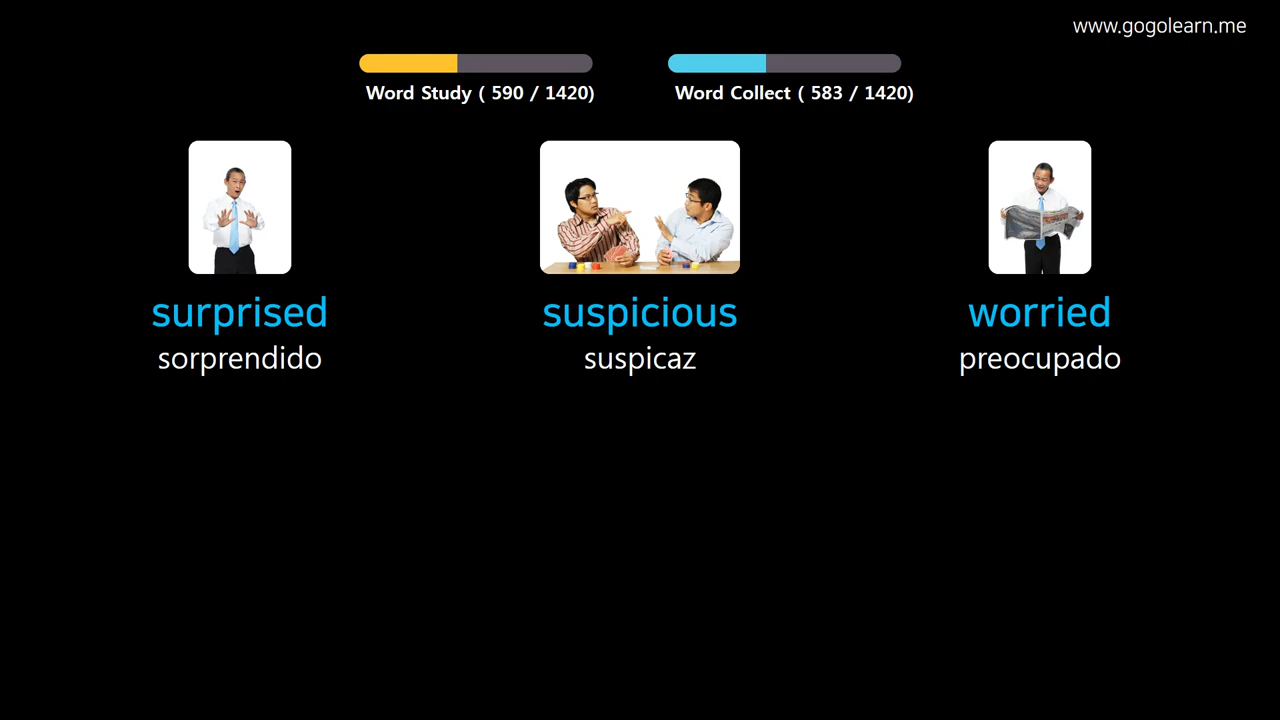 www.gogolearn.me
Word Study ( 590 / 1420)
Word Collect ( 583 / 1420)
surprised
sorprendido
suspicious
suspicaz
worried
preocupado